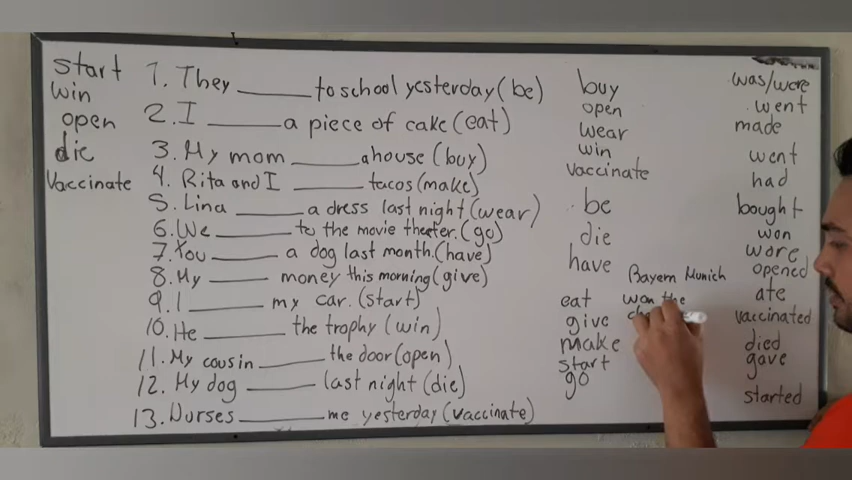 start
win
open
die
Vaccinate
1. They ______ to school yesterday (be)
2. I ______ a piece of cake (eat)
3. My mom ______ a house (buy)
4. Rita and I ______ tacos (make)
5. Lina ______ a dress last night (wear)
6. We ______ to the movie theater. (go)
7. You ______ a dog last month. (have)
8. My ______ money this morning (give)
9. I ______ my car. (start)
10. He ______ the trophy (win)
11. My cousin ______ the door (open)
12. My dog ______ last night (die)
13. Nurses ______ me yesterday (vaccinate)
buy
open
wear
win
vaccinate
be
die
have
eat
give
make
start
go
Bayern Munich
won the
was/were
went
made
went
had
bought
won
wore
opened
ate
vaccinated
died
gave
started